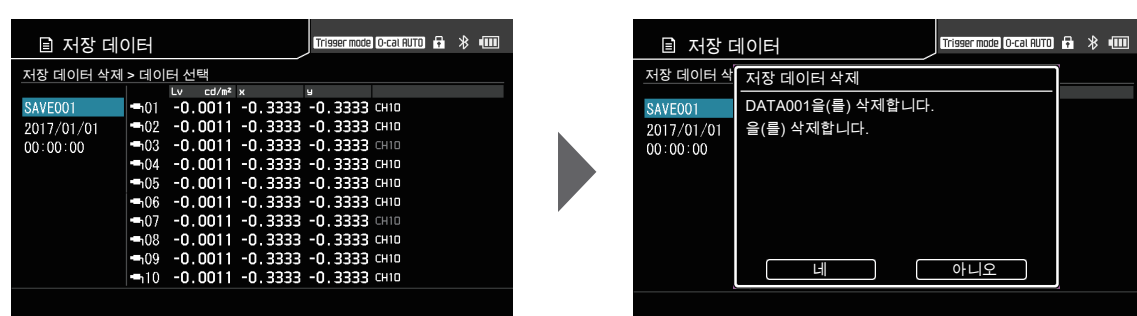 저장 데이터
Trigger mode 0-cal AUTO
저장 데이터 삭제 > 데이터 선택
Lv cd/m² x y
SAVE001
2017/01/01
00:00:00
01 -0.0011 -0.3333 -0.3333 CH10
02 -0.0011 -0.3333 -0.3333 CH10
03 -0.0011 -0.3333 -0.3333 CH10
04 -0.0011 -0.3333 -0.3333 CH10
05 -0.0011 -0.3333 -0.3333 CH10
06 -0.0011 -0.3333 -0.3333 CH10
07 -0.0011 -0.3333 -0.3333 CH10
08 -0.0011 -0.3333 -0.3333 CH10
09 -0.0011 -0.3333 -0.3333 CH10
10 -0.0011 -0.3333 -0.3333 CH10
저장 데이터
Trigger mode 0-cal AUTO
저장 데이터 삭
SAVE001
2017/01/01
00:00:00
저장 데이터 삭제
DATA001을(를) 삭제합니다.
을(를) 삭제합니다.
네
아니오